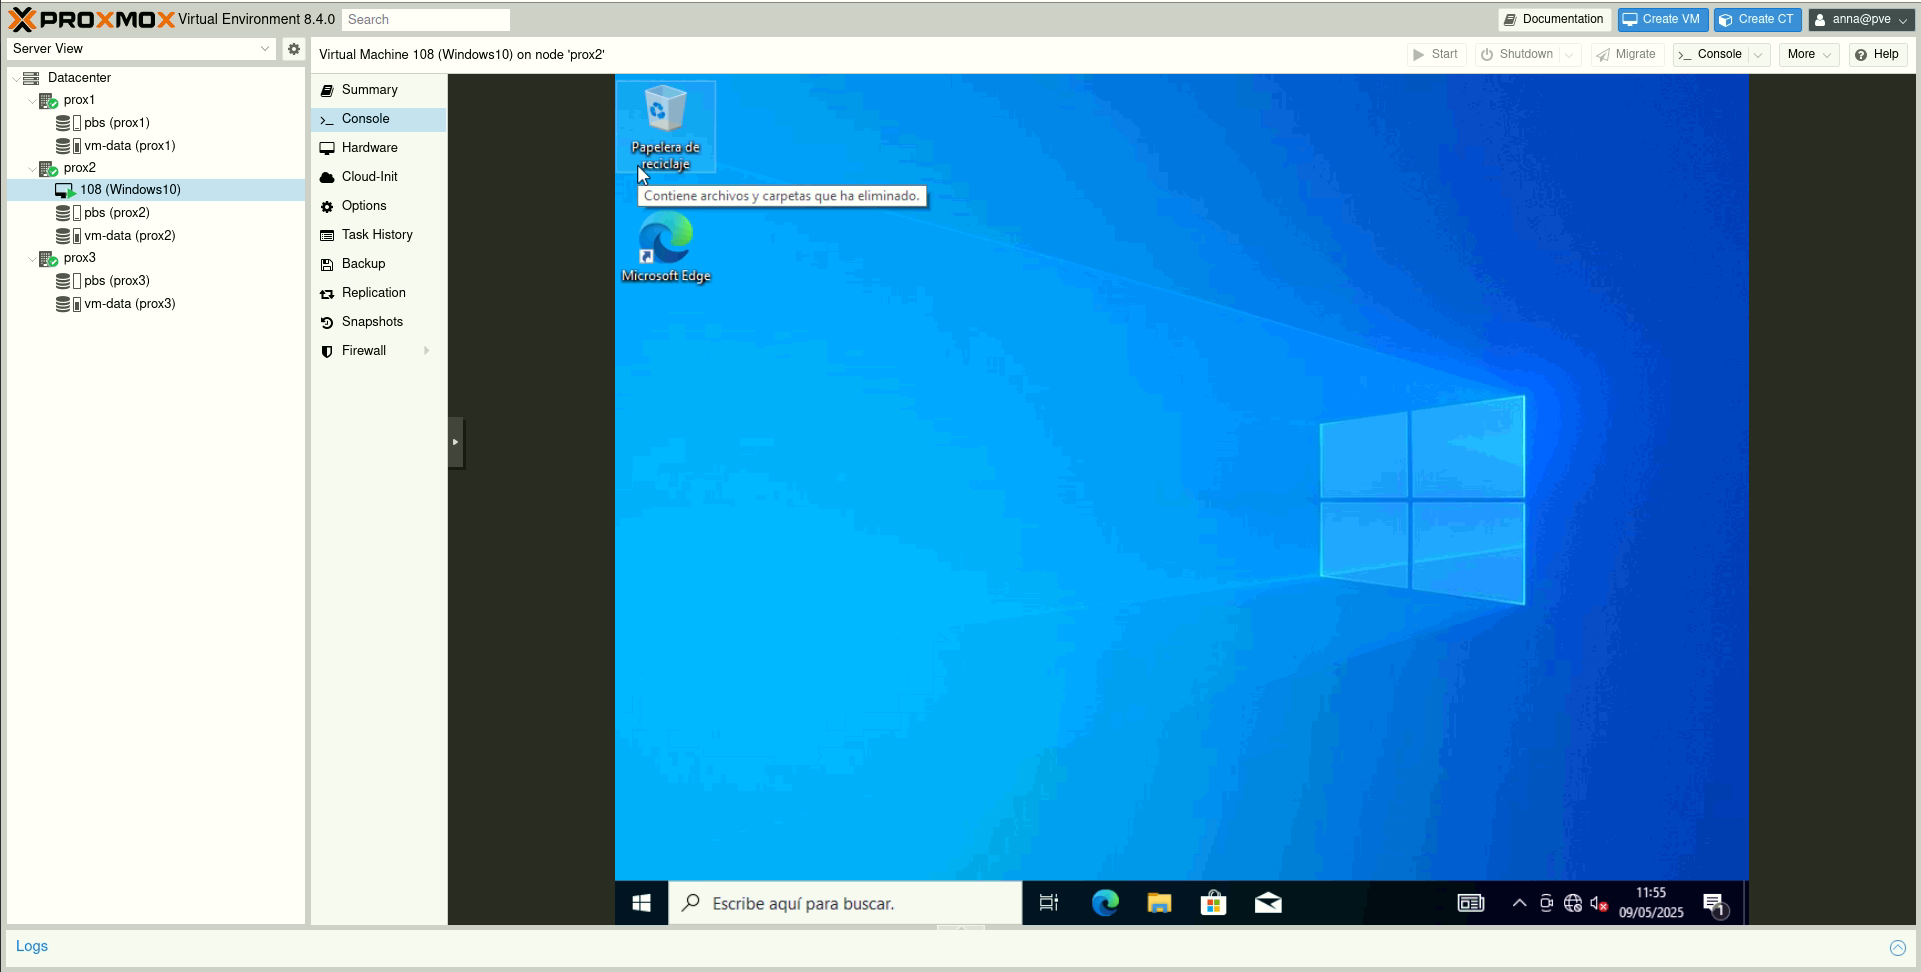 PROXMOX Virtual Environment 8.4.0
Search
Documentation
Create VM
Create CT
anna@pve
Server View
Virtual Machine 108 (Windows10) on node 'prox2'
Start
Shutdown
Migrate
Console
More
Help
Datacenter
prox1
pbs (prox1)
vm-data (prox1)
prox2
108 (Windows10)
pbs (prox2)
vm-data (prox2)
prox3
pbs (prox3)
vm-data (prox3)
Summary
Console
Hardware
Cloud-Init
Options
Task History
Backup
Replication
Snapshots
Firewall
Papelera de
reciclaje
Contiene archivos y carpetas que ha eliminado.
Microsoft Edge
Escribe aquí para buscar.
11:55
09/05/2025
1
Logs